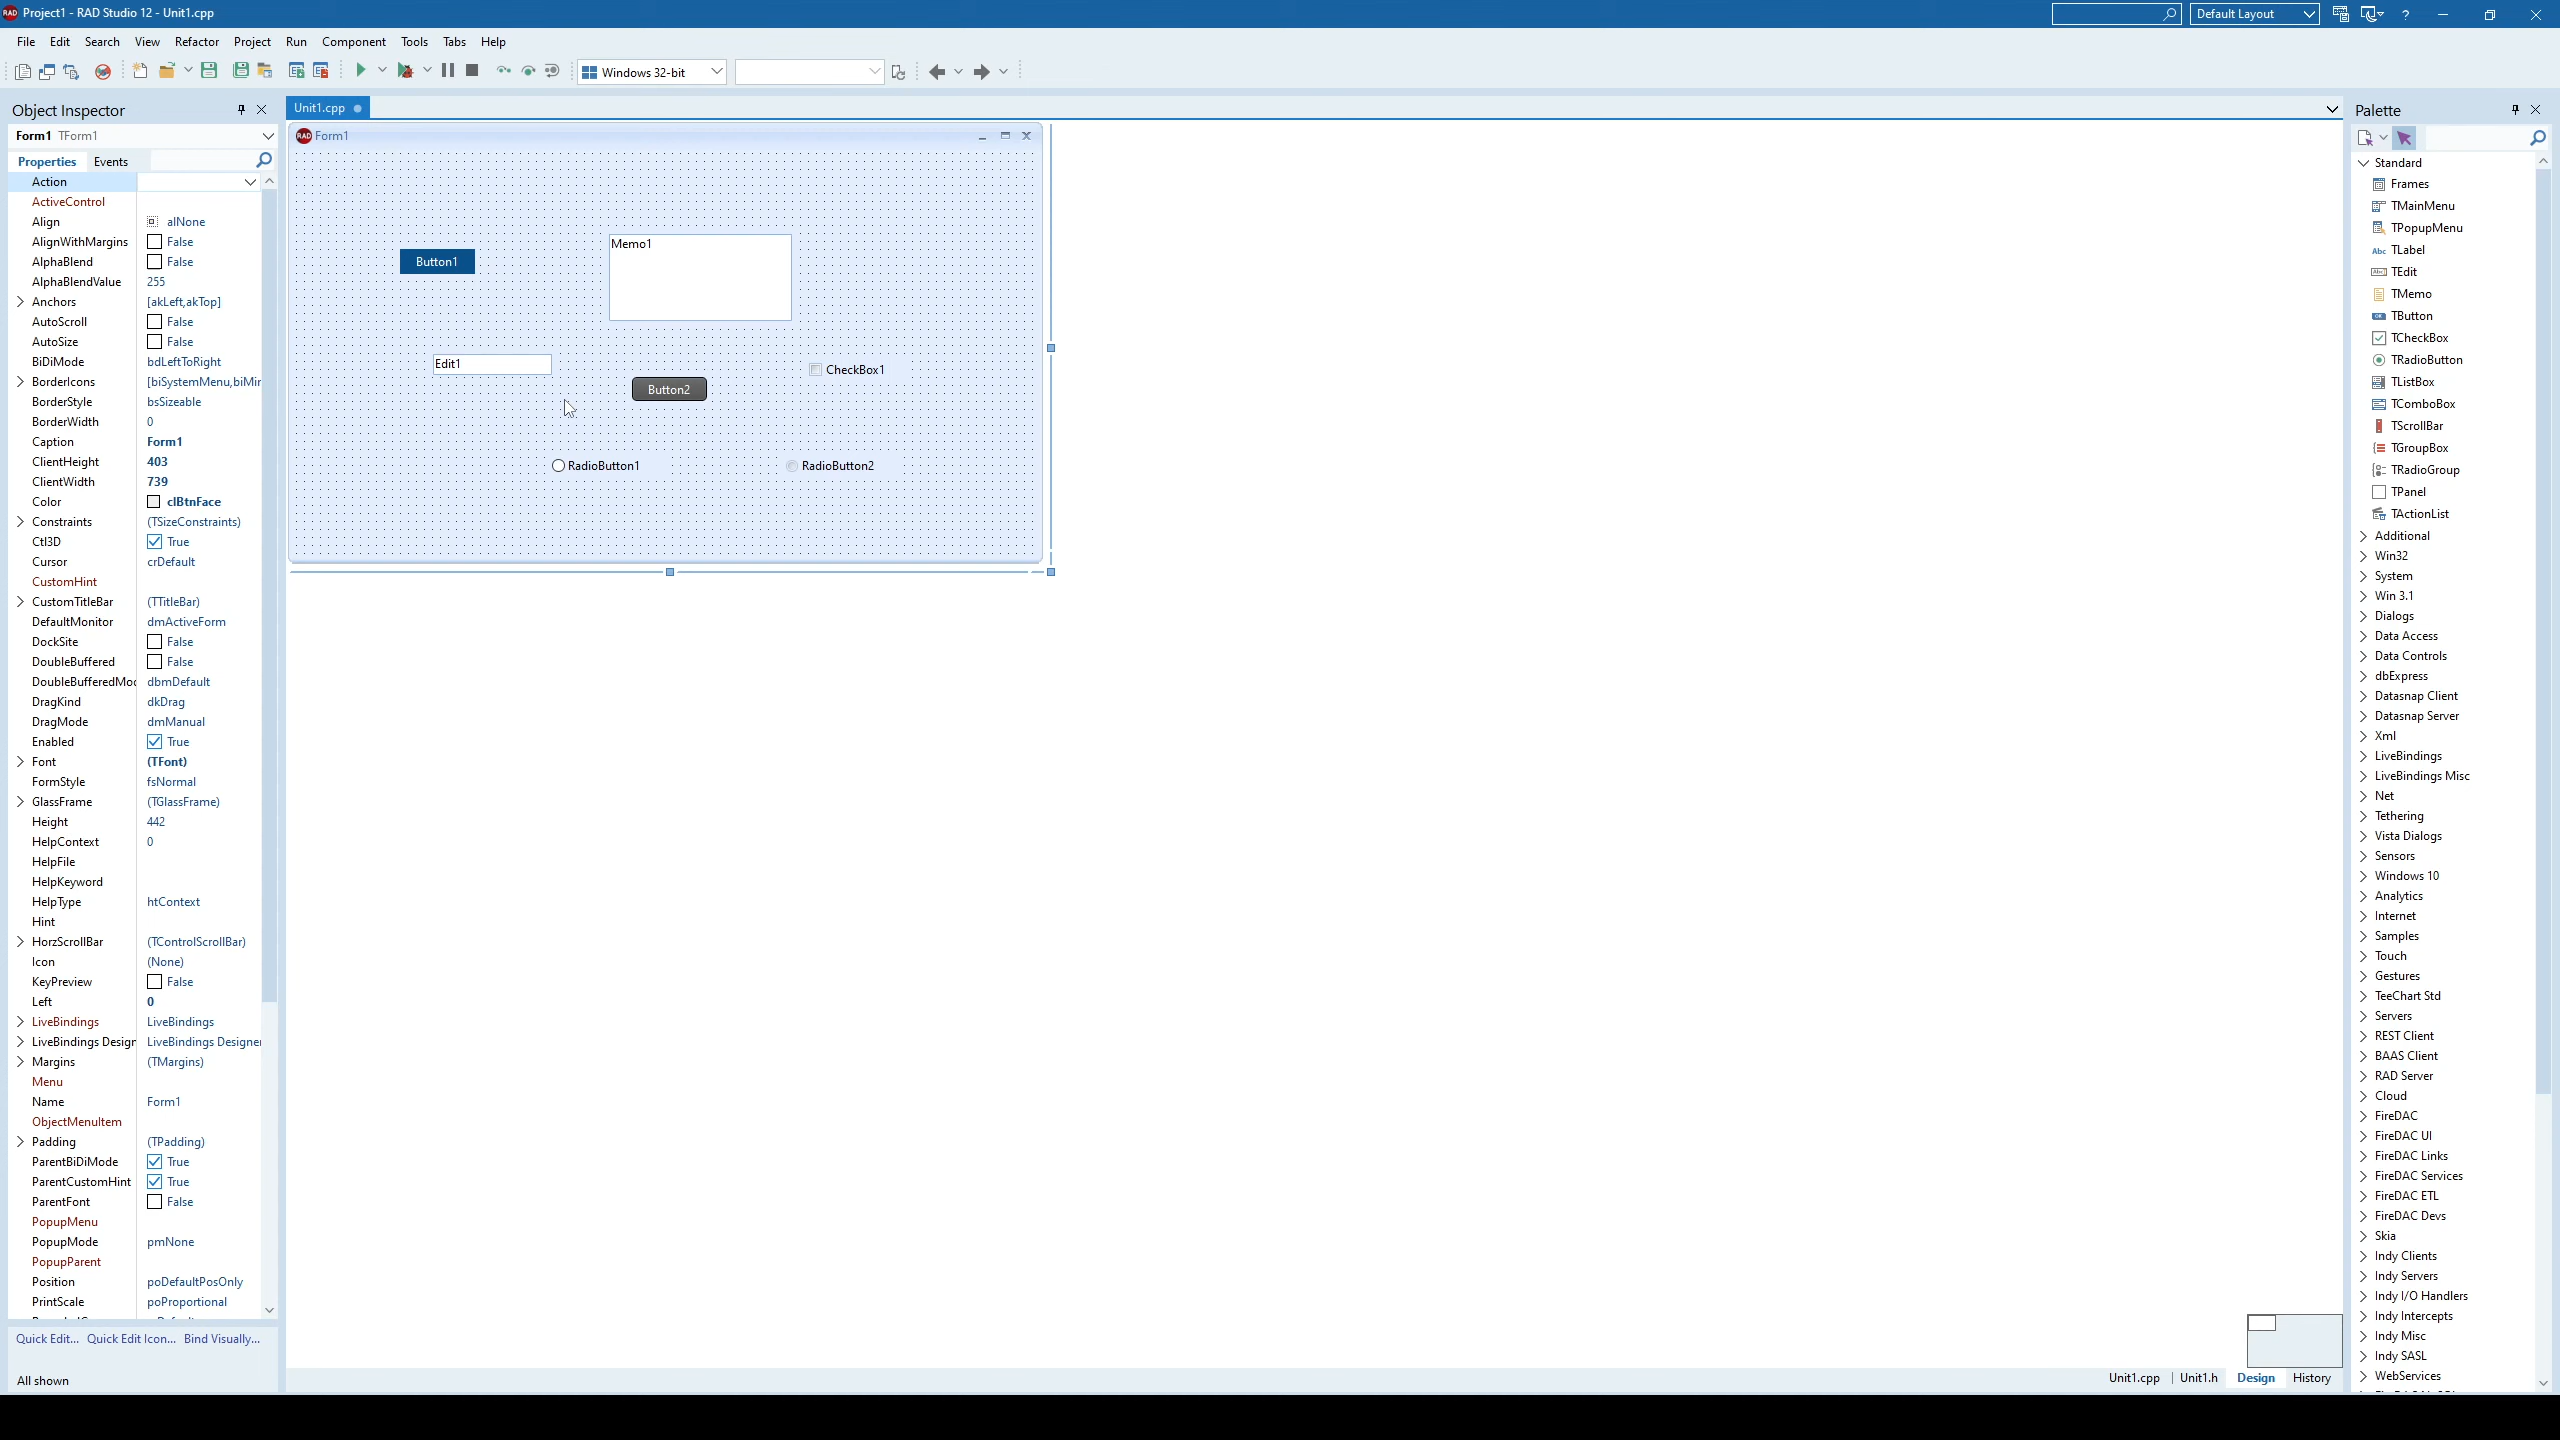 Project1 - RAD Studio 12 - Unit1.cpp
Default Layout
?
File Edit Search View Refactor Project Run Component Tools Tabs Help
Windows 32-bit
Object Inspector
Form1 TForm1
Properties Events
Action
ActiveControl
Align alNone
AlignWithMargins False
AlphaBlend False
AlphaBlendValue 255
Anchors [akLeft,akTop]
AutoScroll False
AutoSize False
BiDiMode bdLeftToRight
BorderIcons [biSystemMenu,biMir
BorderStyle bsSizeable
BorderWidth 0
Caption Form1
ClientHeight 403
ClientWidth 739
Color clBtnFace
Constraints (TSizeConstraints)
Ctl3D True
Cursor crDefault
CustomHint
CustomTitleBar (TTitleBar)
DefaultMonitor dmActiveForm
DockSite False
DoubleBuffered False
DoubleBufferedMoc dbmDefault
DragKind dkDrag
DragMode dmManual
Enabled True
Font (TFont)
FormStyle fsNormal
GlassFrame (TGlassFrame)
Height 442
HelpContext 0
HelpFile
HelpKeyword
HelpType htContext
Hint
HorzScrollBar (TControlScrollBar)
Icon (None)
KeyPreview False
Left 0
LiveBindings LiveBindings
LiveBindings Design LiveBindings Designer
Margins (TMargins)
Menu
Name Form1
ObjectMenuItem
Padding (TPadding)
ParentBiDiMode True
ParentCustomHint True
ParentFont False
PopupMenu
PopupMode pmNone
PopupParent
Position poDefaultPosOnly
PrintScale poProportional
Quick Edit... Quick Edit Icon... Bind Visually...
All shown
Unit1.cpp
RAD Form1
Button1
Memo1
Edit1
Button2
CheckBox1
RadioButton1 RadioButton2
Unit1.cpp Unit1.h Design History
Palette
Standard
Frames
TMainMenu
TPopupMenu
Abc TLabel
TEdit
TMemo
OK TButton
TCheckBox
TRadioButton
TListBox
TComboBox
TScrollBar
TGroupBox
TRadioGroup
TPanel
TActionList
Additional
Win32
System
Win 3.1
Dialogs
Data Access
Data Controls
dbExpress
Datasnap Client
Datasnap Server
Xml
LiveBindings
LiveBindings Misc
Net
Tethering
Vista Dialogs
Sensors
Windows 10
Analytics
Internet
Samples
Touch
Gestures
TeeChart Std
Servers
REST Client
BAAS Client
RAD Server
Cloud
FireDAC
FireDAC UI
FireDAC Links
FireDAC Services
FireDAC ETL
FireDAC Devs
Skia
Indy Clients
Indy Servers
Indy I/O Handlers
Indy Intercepts
Indy Misc
Indy SASL
WebServices